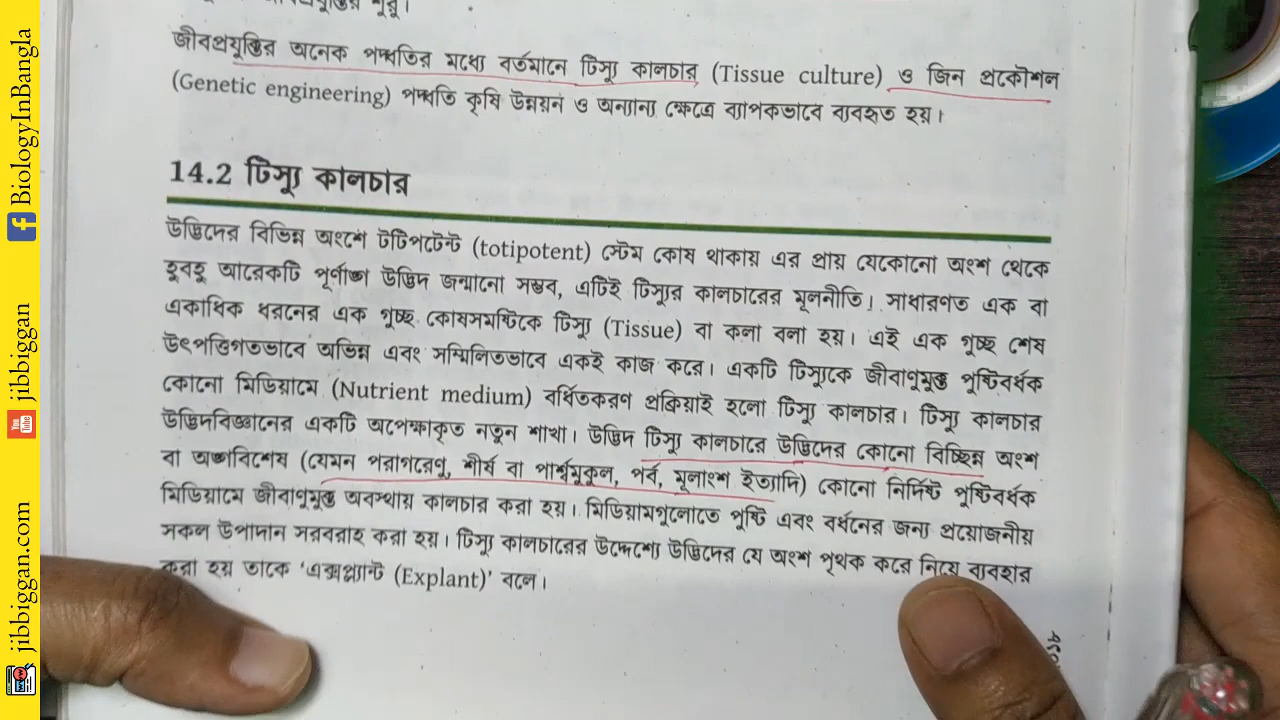 জীবপ্রযুক্তির অনেক পদ্ধতির মধ্যে বর্তমানে টিস্যু কালচার (Tissue culture) ও জিন প্রকৌশল
(Genetic engineering) পদ্ধতি কৃষি উন্নয়ন ও অন্যান্য ক্ষেত্রে ব্যাপকভাবে ব্যবহৃত হয়।
14.2 টিস্যু কালচার
উদ্ভিদের বিভিন্ন অংশে টটিপটেন্ট (totipotent) স্টেম কোষ থাকায় এর প্রায় যেকোনো অংশ থেকে
হুবহু আরেকটি পূর্ণাঙ্গ উদ্ভিদ জন্মানো সম্ভব, এটিই টিস্যুর কালচারের মূলনীতি। সাধারণত এক বা
একাধিক ধরনের এক গুচ্ছ কোষসমষ্টিকে টিস্যু (Tissue) বা কলা বলা হয়। এই এক গুচ্ছ শেষ
উৎপত্তিগতভাবে অভিন্ন এবং সম্মিলিতভাবে একই কাজ করে। একটি টিস্যুকে জীবাণুমুক্ত পুষ্টিবর্ধক
কোনো মিডিয়ামে (Nutrient medium) বর্ধিতকরণ প্রক্রিয়াই হলো টিস্যু কালচার। টিস্যু কালচার
উদ্ভিদবিজ্ঞানের একটি অপেক্ষাকৃত নতুন শাখা। উদ্ভিদ টিস্যু কালচারে উদ্ভিদের কোনো বিচ্ছিন্ন অংশ
বা অঙ্গবিশেষ (যেমন পরাগরেণু, শীর্ষ বা পার্শ্বমুকুল, পর্ব, মূলাংশ ইত্যাদি) কোনো নির্দিষ্ট পুষ্টিবর্ধক
মিডিয়ামে জীবাণুমুক্ত অবস্থায় কালচার করা হয়। মিডিয়ামগুলোতে পুষ্টি এবং বর্ধনের জন্য প্রয়োজনীয়
সকল উপাদান সরবরাহ করা হয়। টিস্যু কালচারের উদ্দেশ্যে উদ্ভিদের যে অংশ পৃথক করে নিয়ে ব্যবহার
করা হয় তাকে ‘এক্সপ্ল্যান্ট (Explant)’ বলে।
BiologyInBangla
jibbiggan
jibbiggan.com